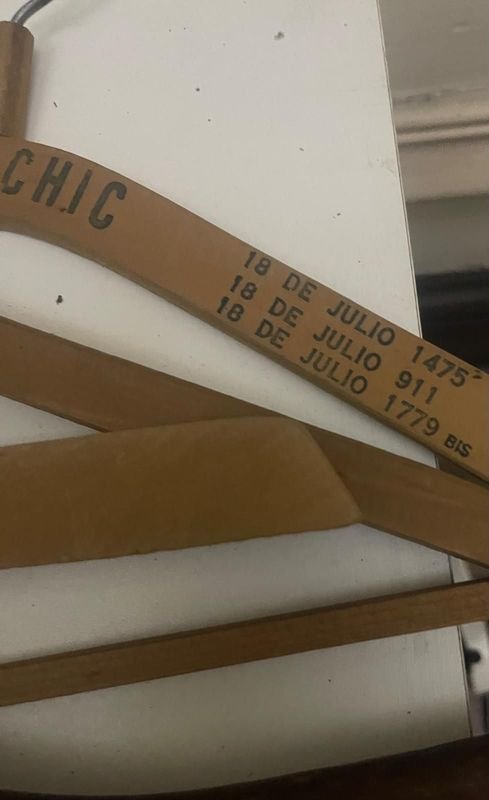 CHIC
18 DE JULIO 1475
18 DE JULIO 911
18 DE JULIO 1779 BIS